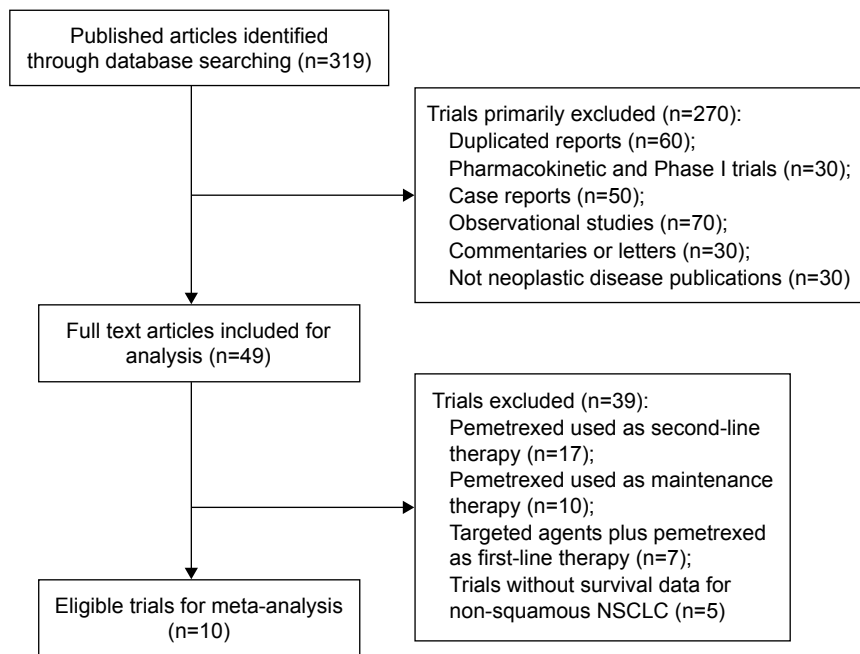 Published articles identified
through database searching (n=319)
Trials primarily excluded (n=270):
Duplicated reports (n=60);
Pharmacokinetic and Phase I trials (n=30);
Case reports (n=50);
Observational studies (n=70);
Commentaries or letters (n=30);
Not neoplastic disease publications (n=30)
Full text articles included for
analysis (n=49)
Trials excluded (n=39):
Pemetrexed used as second-line
therapy (n=17);
Pemetrexed used as maintenance
therapy (n=10);
Targeted agents plus pemetrexed
as first-line therapy (n=7);
Trials without survival data for
non-squamous NSCLC (n=5)
Eligible trials for meta-analysis
(n=10)